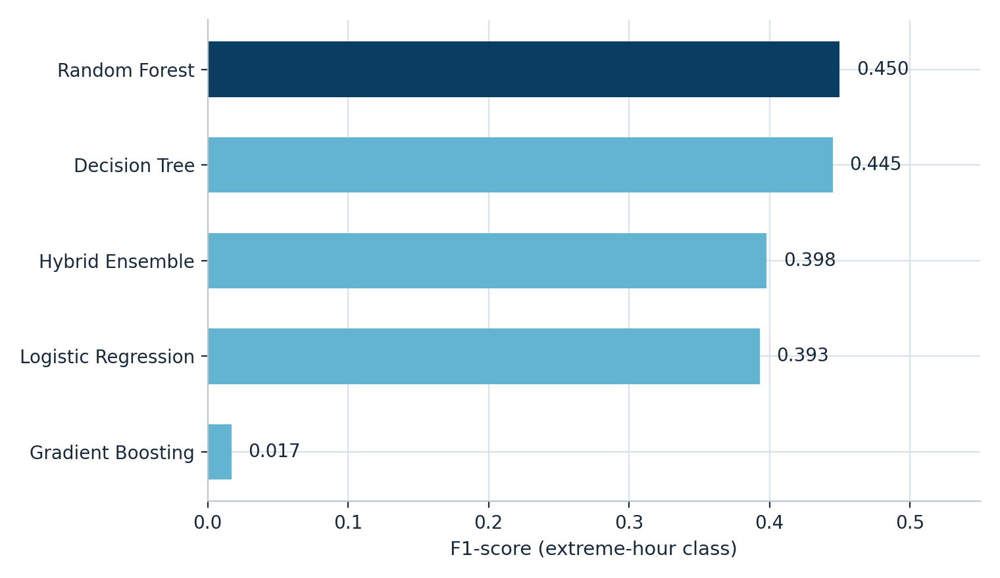 Random Forest 0.450
Decision Tree 0.445
Hybrid Ensemble 0.398
Logistic Regression 0.393
Gradient Boosting 0.017
0.0 0.1 0.2 0.3 0.4 0.5
F1-score (extreme-hour class)